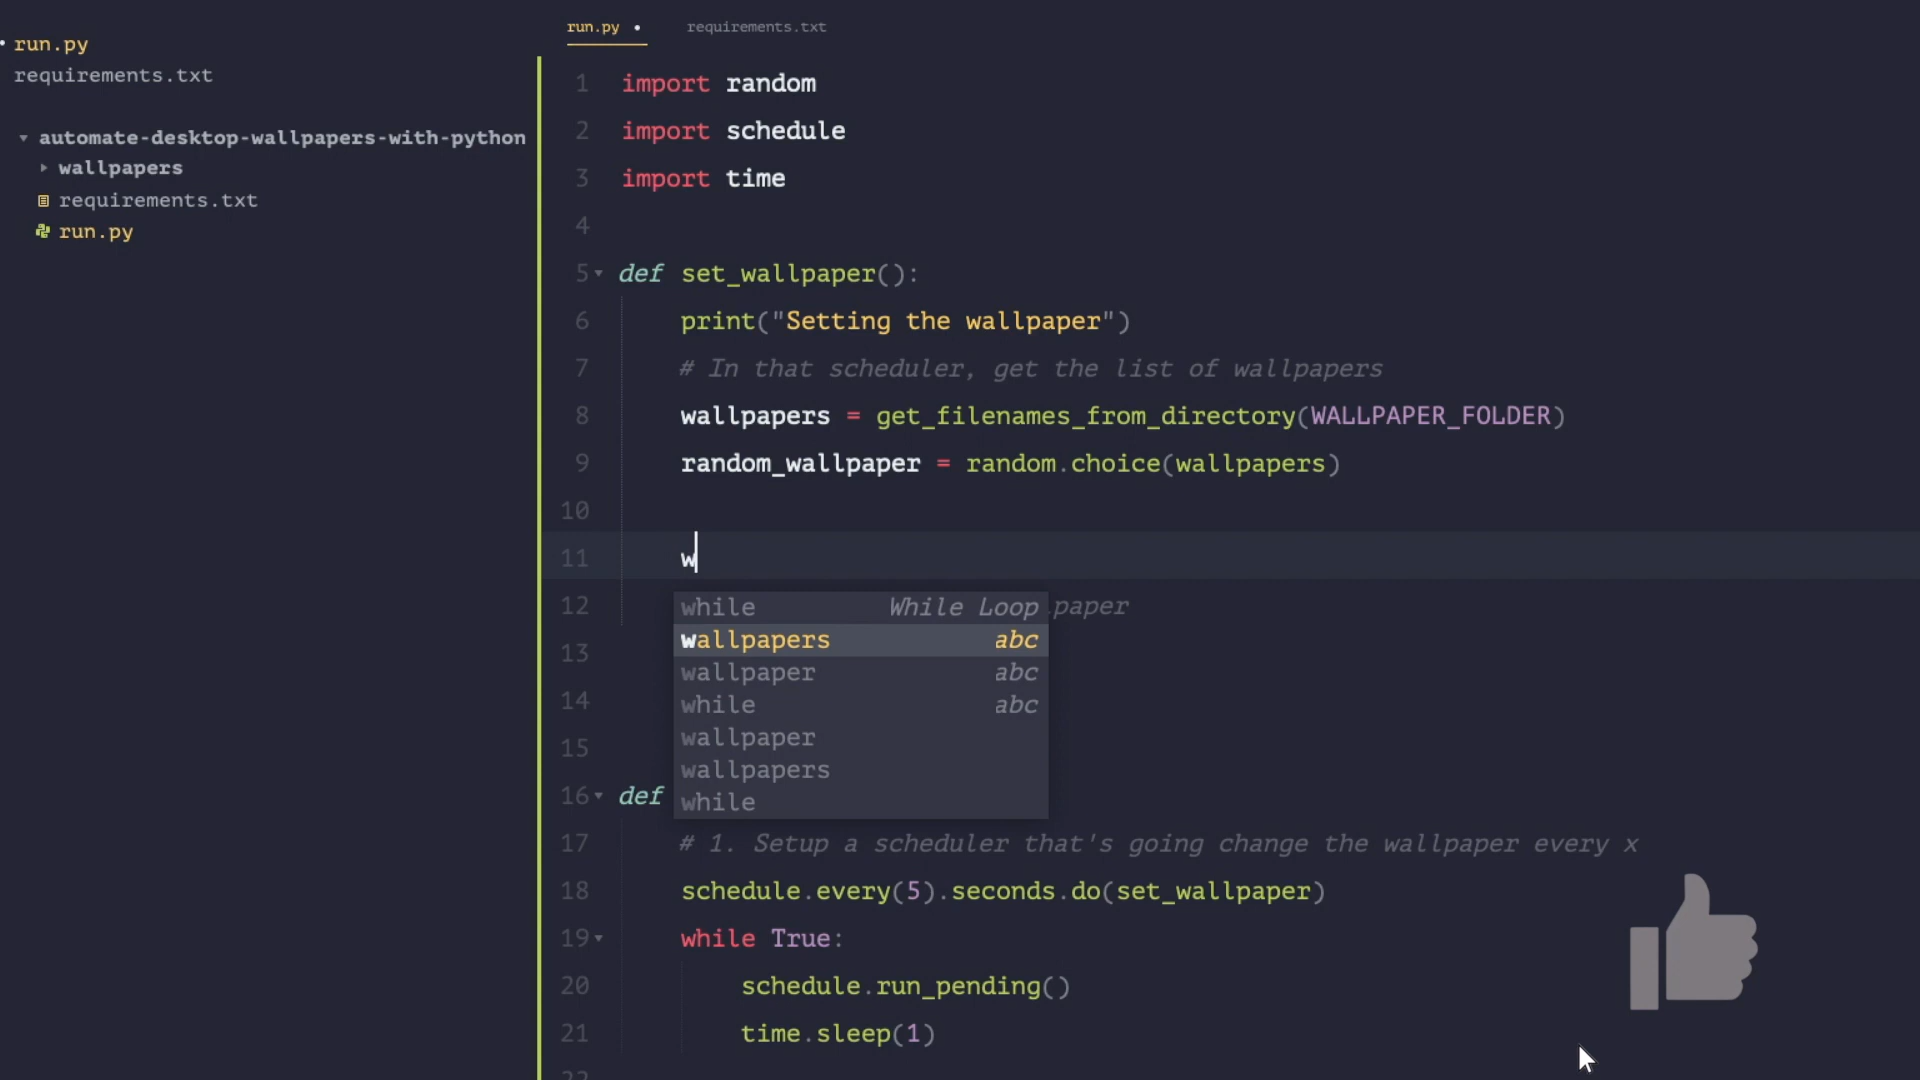 run.py
requirements.txt
automate-desktop-wallpapers-with-python
wallpapers
requirements.txt
run.py
run.py requirements.txt
1 import random
2 import schedule
3 import time
4
5 def set_wallpaper():
6 print("Setting the wallpaper")
7 # In that scheduler, get the list of wallpapers
8 wallpapers = get_filenames_from_directory(WALLPAPER_FOLDER)
9 random_wallpaper = random.choice(wallpapers)
10
11 w
12 paper
while While Loop
wallpapers abc
wallpaper abc
while abc
wallpaper
wallpapers
while
13
14
15
16 def
17 # 1. Setup a scheduler that's going change the wallpaper every x
18 schedule.every(5).seconds.do(set_wallpaper)
19 while True:
20 schedule.run_pending()
21 time.sleep(1)